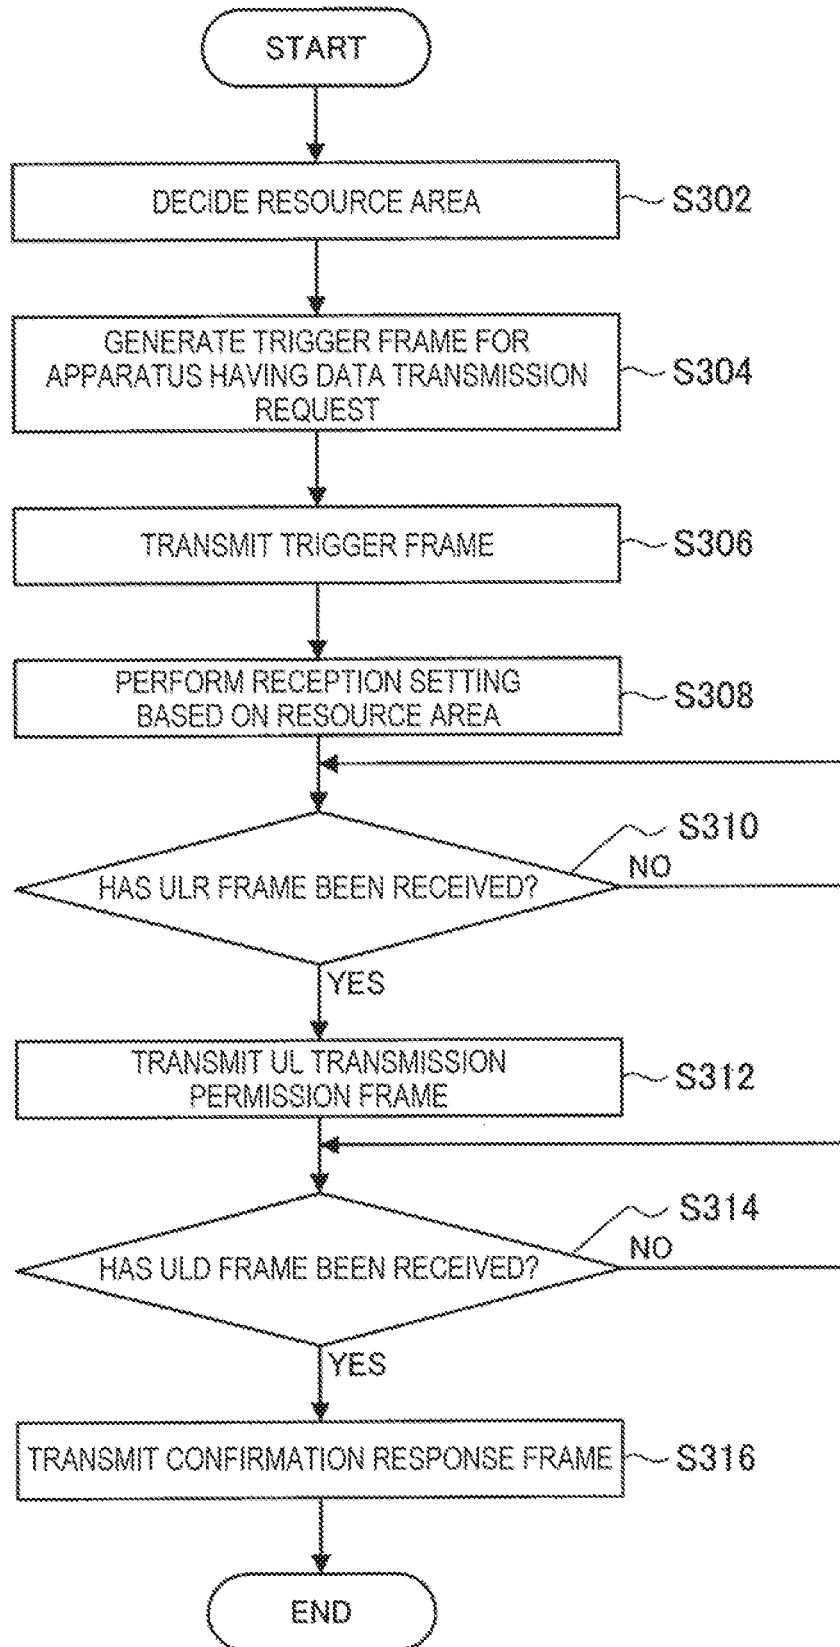 START
DECIDE RESOURCE AREA
S302
GENERATE TRIGGER FRAME FOR
APPARATUS HAVING DATA TRANSMISSION
REQUEST
S304
TRANSMIT TRIGGER FRAME
S306
PERFORM RECEPTION SETTING
BASED ON RESOURCE AREA
S308
S310
HAS ULR FRAME BEEN RECEIVED?
NO
YES
TRANSMIT UL TRANSMISSION
PERMISSION FRAME
S312
S314
HAS ULD FRAME BEEN RECEIVED?
NO
YES
TRANSMIT CONFIRMATION RESPONSE FRAME
S316
END